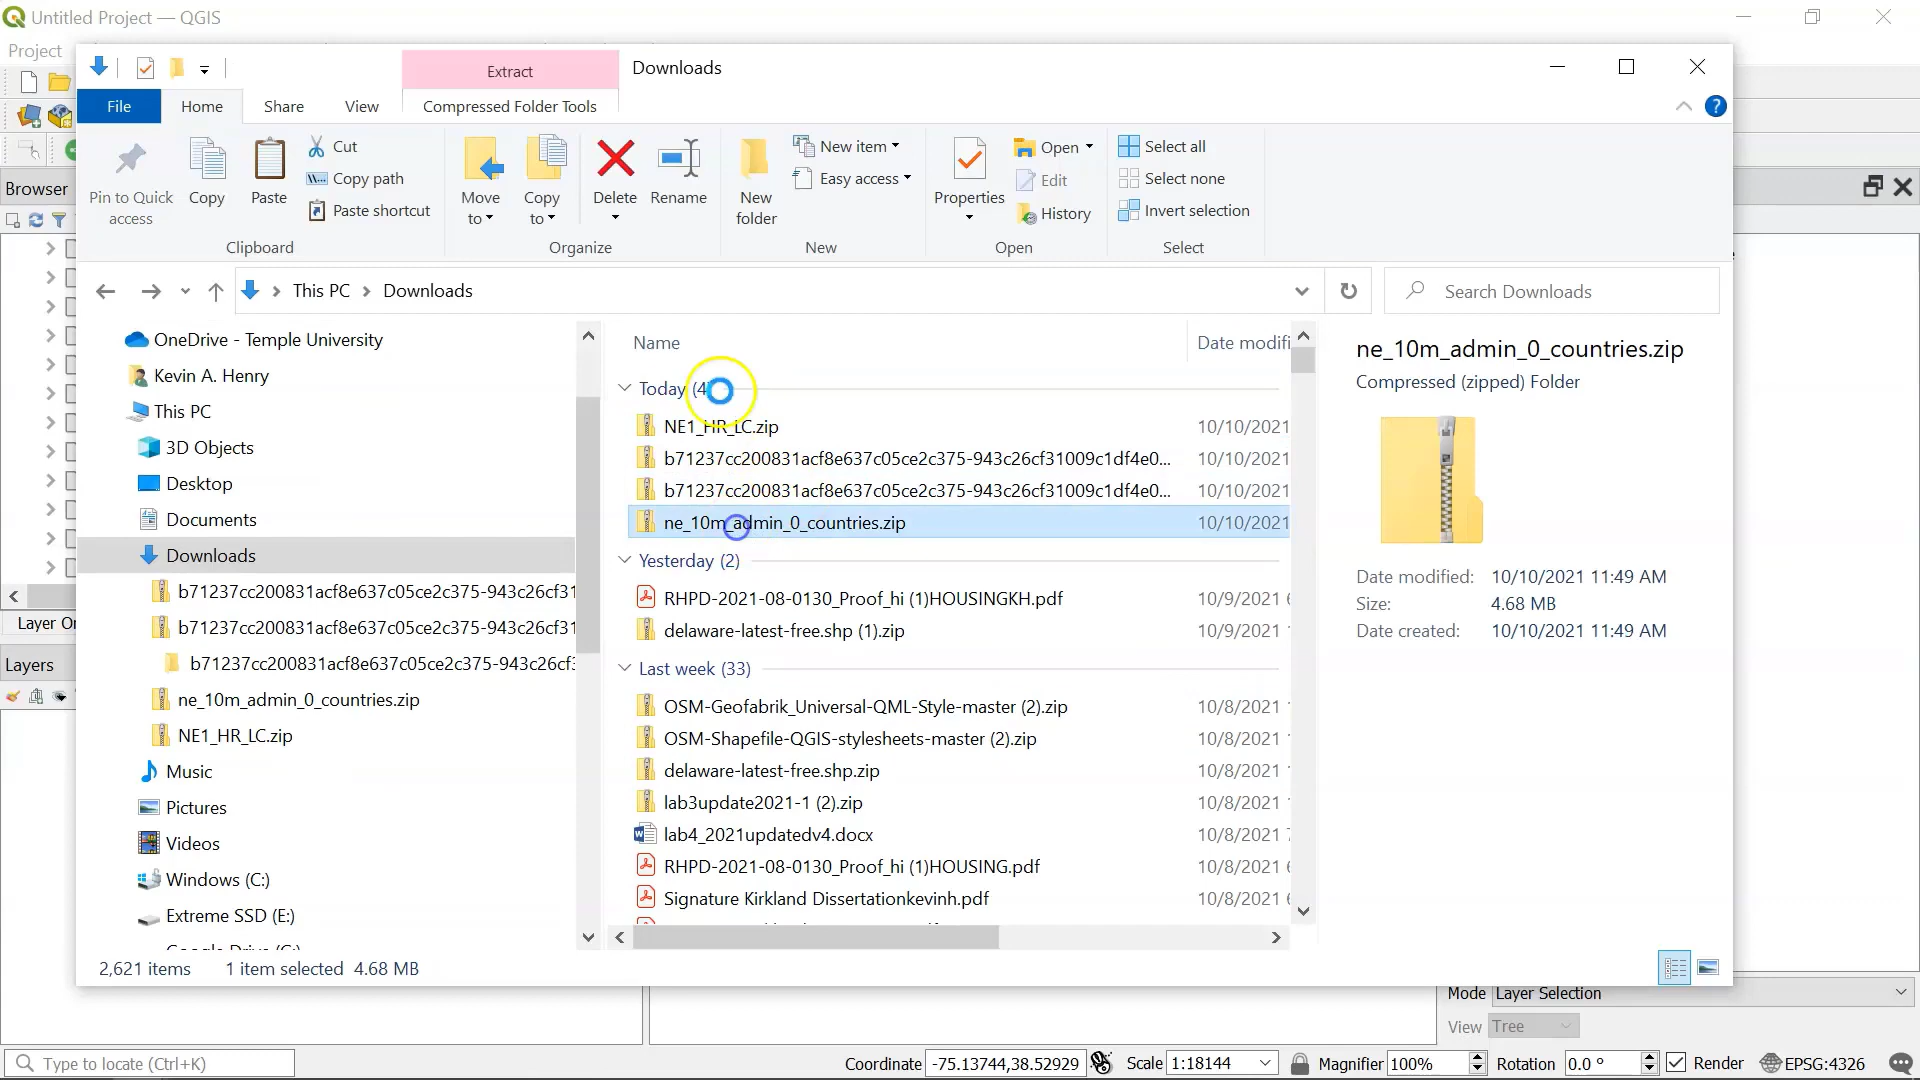 Untitled Project — QGIS
Project
Extract
Downloads
File
Home
Share
View
Compressed Folder Tools
Pin to Quick access
Copy
Paste
Cut
Copy path
Paste shortcut
Clipboard
Move to
Copy to
Delete
Rename
Organize
New folder
New item
Easy access
New
Properties
Open
Edit
History
Open
Select all
Select none
Invert selection
Select
Browser
This PC
Downloads
Search Downloads
OneDrive - Temple University
Kevin A. Henry
This PC
3D Objects
Desktop
Documents
Downloads
b71237cc200831acf8e637c05ce2c375-943c26cf31
b71237cc200831acf8e637c05ce2c375-943c26cf31
b71237cc200831acf8e637c05ce2c375-943c26cf3
ne_10m_admin_0_countries.zip
NE1_HR_LC.zip
Music
Pictures
Videos
Windows (C:)
Extreme SSD (E:)
Name
Date modifi
Today (4)
NE1_HR_LC.zip 10/10/2021
b71237cc200831acf8e637c05ce2c375-943c26cf31009c1df4e0... 10/10/2021
b71237cc200831acf8e637c05ce2c375-943c26cf31009c1df4e0... 10/10/2021
ne_10m_admin_0_countries.zip 10/10/2021
Yesterday (2)
RHPD-2021-08-0130_Proof_hi (1)HOUSINGKH.pdf 10/9/2021 6
delaware-latest-free.shp (1).zip 10/9/2021 1
Last week (33)
OSM-Geofabrik_Universal-QML-Style-master (2).zip 10/8/2021 1
OSM-Shapefile-QGIS-stylesheets-master (2).zip 10/8/2021 1
delaware-latest-free.shp.zip 10/8/2021 1
lab3update2021-1 (2).zip 10/8/2021 1
lab4_2021updatedv4.docx 10/8/2021 7
RHPD-2021-08-0130_Proof_hi (1)HOUSING.pdf 10/8/2021 6
Signature Kirkland Dissertationkevinh.pdf 10/8/2021 6
ne_10m_admin_0_countries.zip
Compressed (zipped) Folder
Date modified: 10/10/2021 11:49 AM
Size: 4.68 MB
Date created: 10/10/2021 11:49 AM
2,621 items 1 item selected 4.68 MB
Layer Or
Layers
Mode Layer Selection
View Tree
Type to locate (Ctrl+K)
Coordinate -75.13744,38.52929
Scale 1:18144
Magnifier 100%
Rotation 0.0 °
Render
EPSG:4326